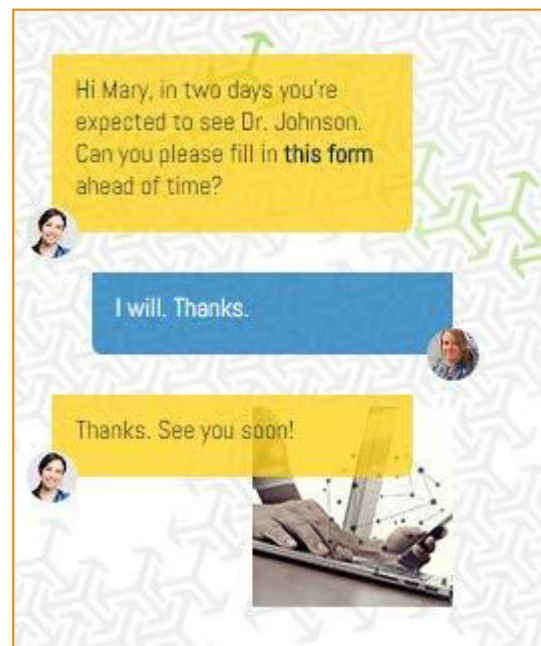 Hi Mary, in two days you're
expected to see Dr. Johnson.
Can you please fill in this form
ahead of time?
I will. Thanks.
Thanks. See you soon!